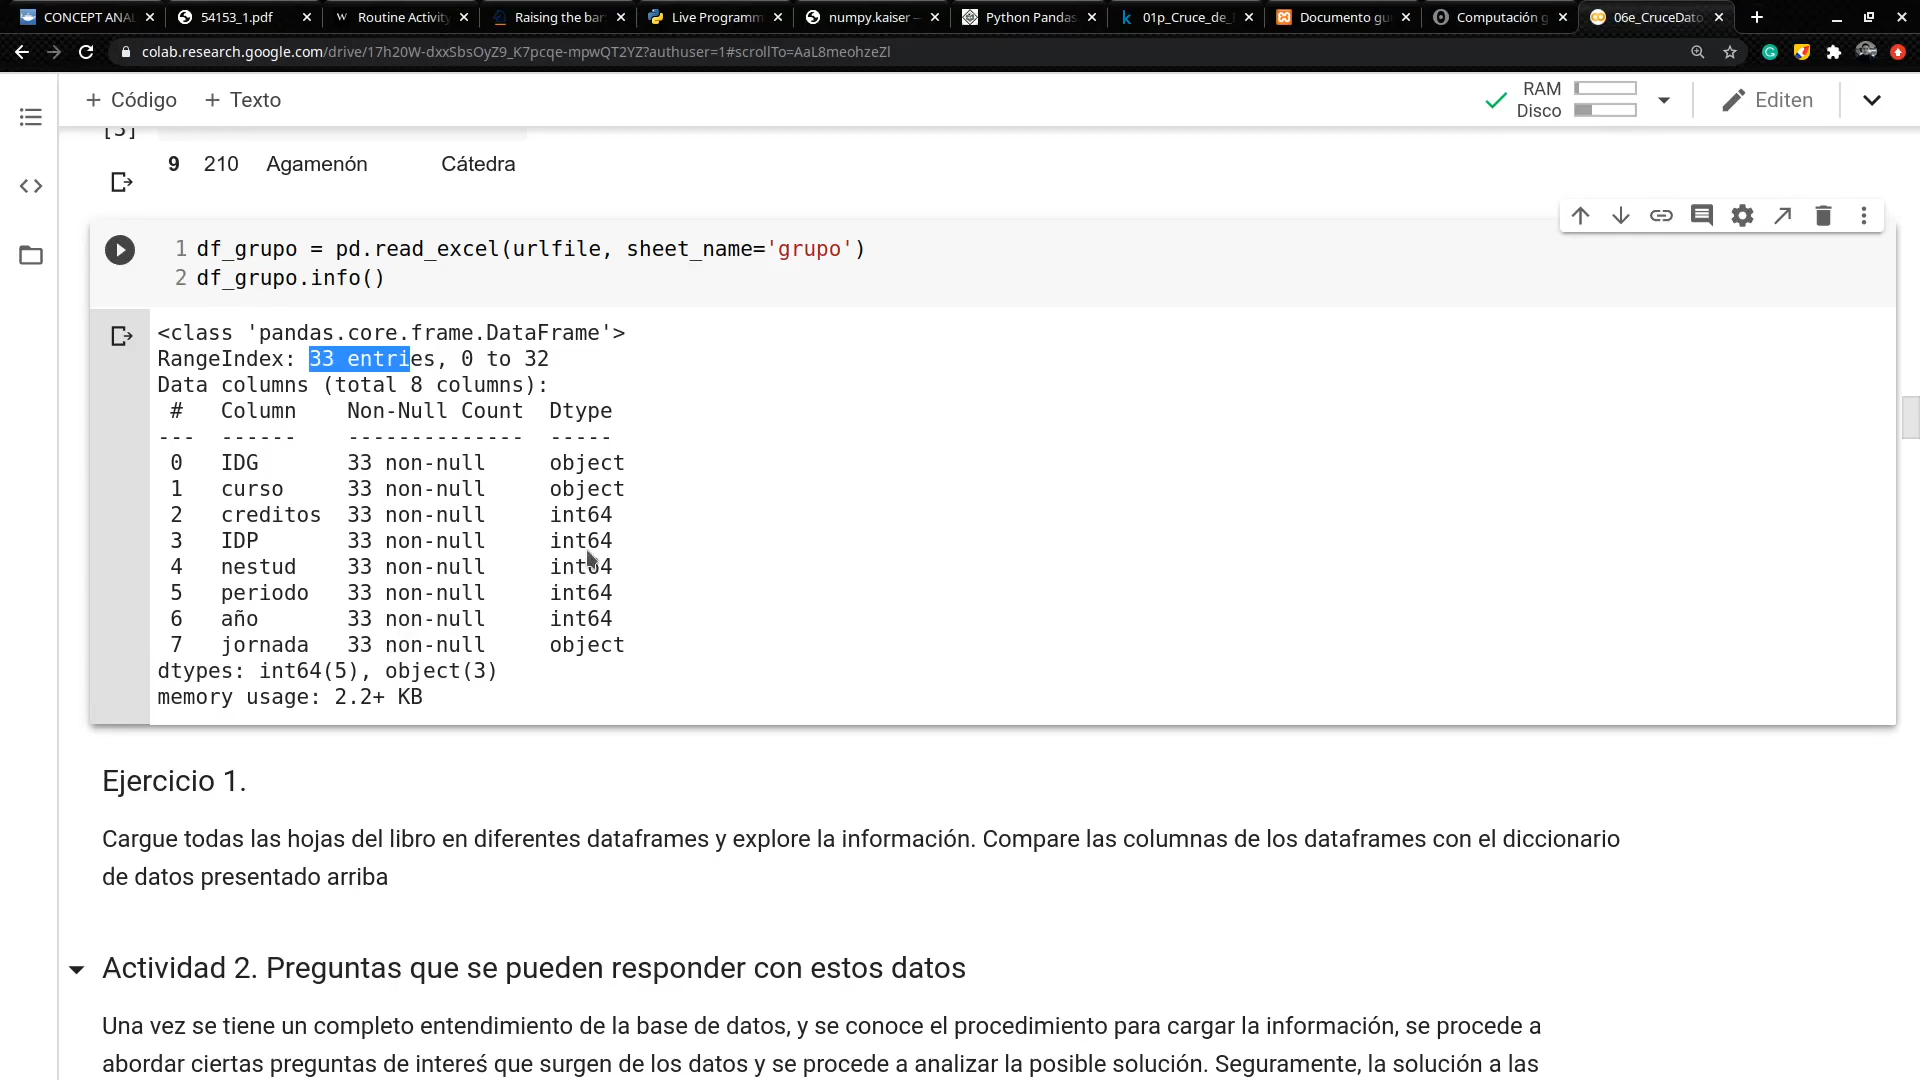 CONCEPT ANAL
54153_1.pdf
Routine Activity
Raising the bar
Live Programm
numpy.kaiser —
Python Pandas
01p_Cruce_de_
Documento gu
Computación g
06e_CruceDato
colab.research.google.com/drive/17h20W-dxxSbsOyZ9_K7pcqe-mpwQT2YZ?authuser=1#scrollTo=AaL8meohzeZl
+ Código + Texto
RAM
Disco
Editen
[3]
9 210 Agamenón Cátedra
1 df_grupo = pd.read_excel(urlfile, sheet_name='grupo')
2 df_grupo.info()
<class 'pandas.core.frame.DataFrame'>
RangeIndex: 33 entries, 0 to 32
Data columns (total 8 columns):
# Column Non-Null Count Dtype
--- ------ -------------- -----
0 IDG 33 non-null object
1 curso 33 non-null object
2 creditos 33 non-null int64
3 IDP 33 non-null int64
4 nestud 33 non-null int64
5 periodo 33 non-null int64
6 año 33 non-null int64
7 jornada 33 non-null object
dtypes: int64(5), object(3)
memory usage: 2.2+ KB
Ejercicio 1.
Cargue todas las hojas del libro en diferentes dataframes y explore la información. Compare las columnas de los dataframes con el diccionario
de datos presentado arriba
Actividad 2. Preguntas que se pueden responder con estos datos
Una vez se tiene un completo entendimiento de la base de datos, y se conoce el procedimiento para cargar la información, se procede a
abordar ciertas preguntas de intereś que surgen de los datos y se procede a analizar la posible solución. Seguramente, la solución a las